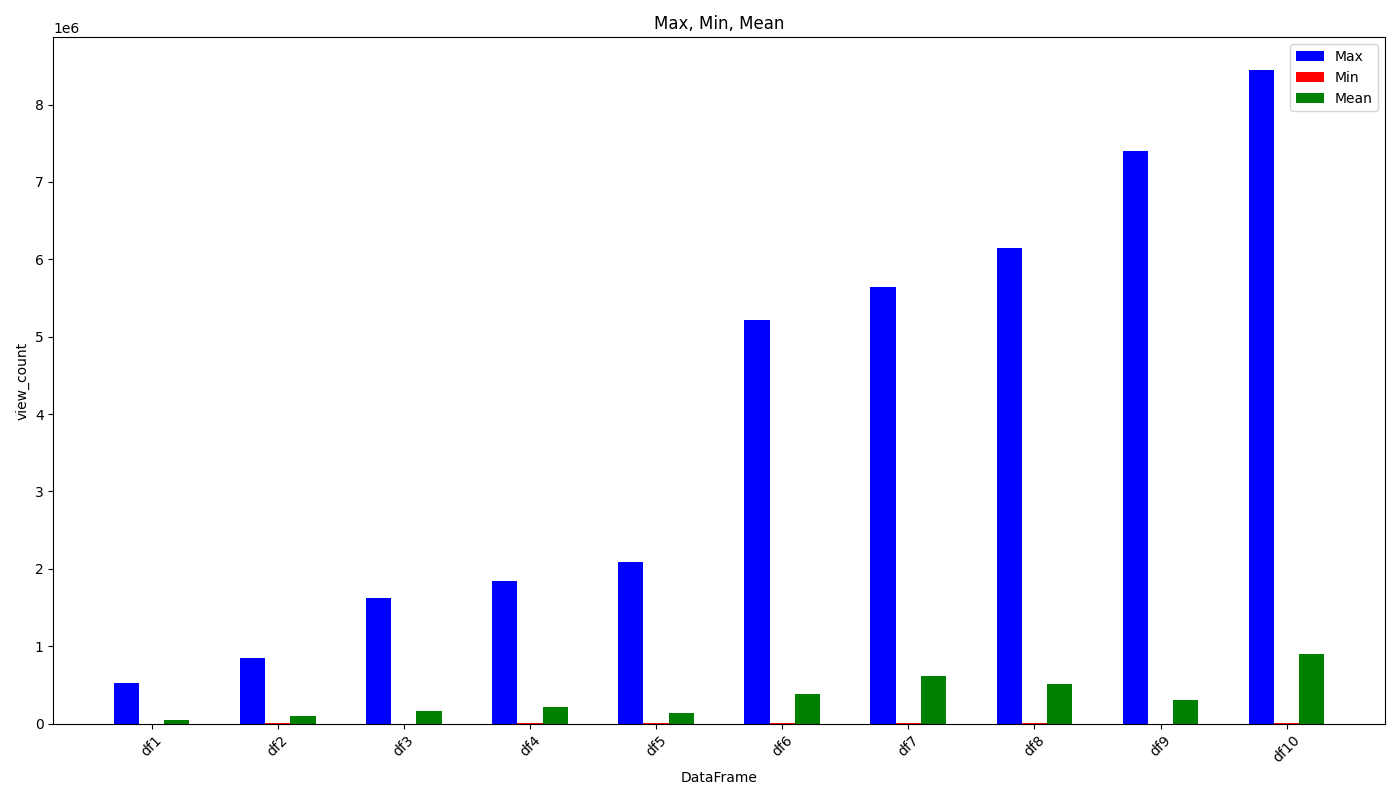 Max, Min, Mean
1e6
Max
Min
Mean
8
7
6
5
4
3
2
1
0
view_count
df1
df2
df3
df4
df5
df6
df7
df8
df9
df10
DataFrame